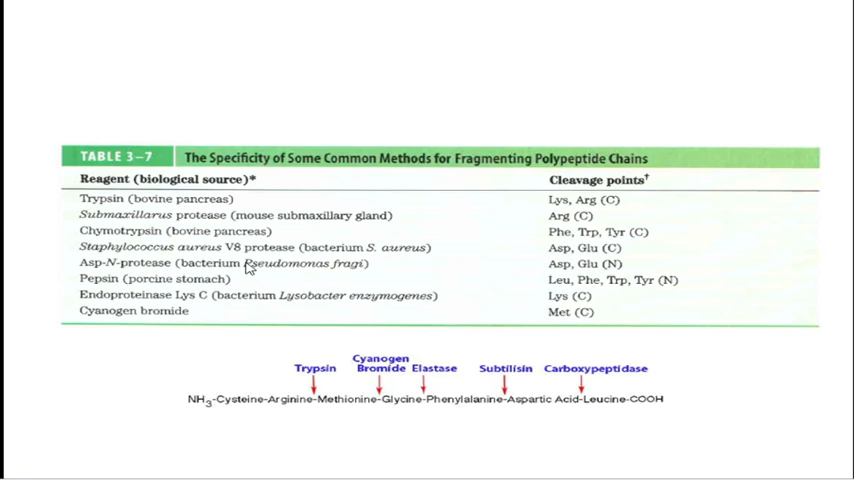 TABLE 3–7 The Specificity of Some Common Methods for Fragmenting Polypeptide Chains
Reagent (biological source)* Cleavage points†
Trypsin (bovine pancreas) Lys, Arg (C)
Submaxillarus protease (mouse submaxillary gland) Arg (C)
Chymotrypsin (bovine pancreas) Phe, Trp, Tyr (C)
Staphylococcus aureus V8 protease (bacterium S. aureus) Asp, Glu (C)
Asp-N-protease (bacterium Pseudomonas fragi) Asp, Glu (N)
Pepsin (porcine stomach) Leu, Phe, Trp, Tyr (N)
Endoproteinase Lys C (bacterium Lysobacter enzymogenes) Lys (C)
Cyanogen bromide Met (C)
Trypsin Cyanogen Bromide Elastase Subtilisin Carboxypeptidase
NH3-Cysteine-Arginine-Methionine-Glycine-Phenylalanine-Aspartic Acid-Leucine-COOH